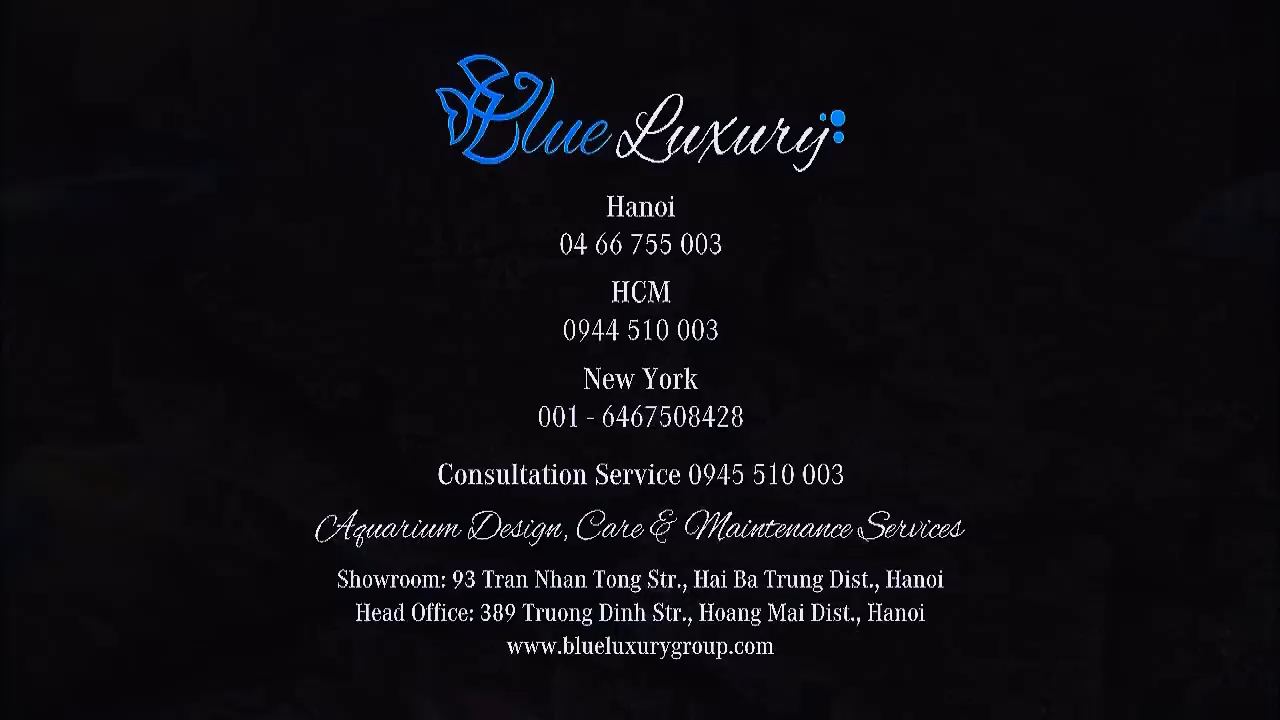 Blue Luxury
Hanoi
04 66 755 003
HCM
0944 510 003
New York
001 - 6467508428
Consultation Service 0945 510 003
Aquarium Design, Care & Maintenance Services
Showroom: 93 Tran Nhan Tong Str., Hai Ba Trung Dist., Hanoi
Head Office: 389 Truong Dinh Str., Hoang Mai Dist., Hanoi
www.blueluxurygroup.com